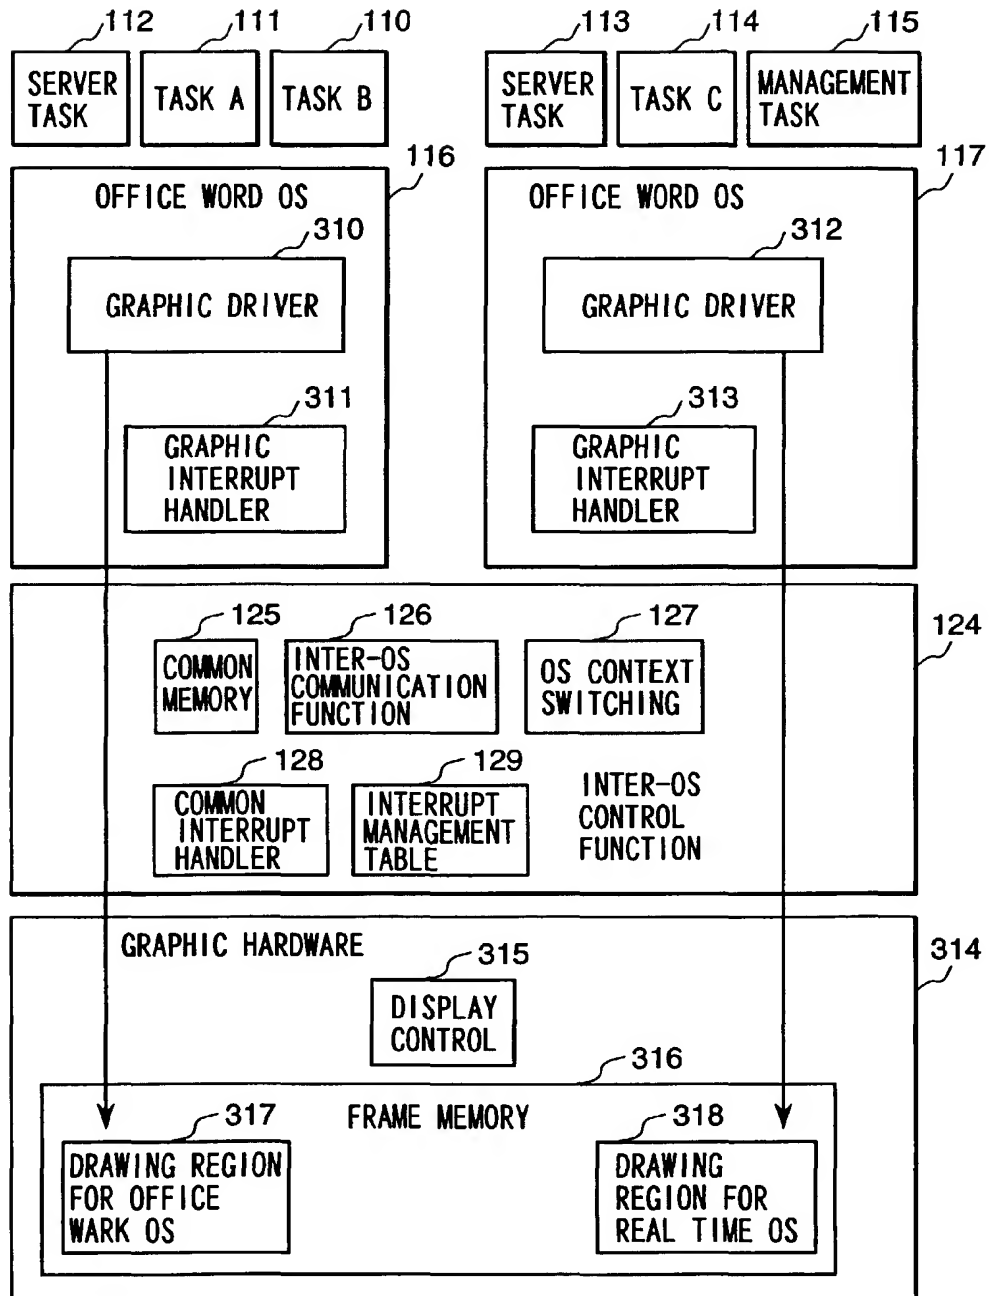 112 111 110 113 114 115
SERVER
TASK
TASK A
TASK B
SERVER
TASK
TASK C
MANAGEMENT
TASK
116
117
OFFICE WORD OS
OFFICE WORD OS
310
312
GRAPHIC DRIVER
GRAPHIC DRIVER
311
313
GRAPHIC
INTERRUPT
HANDLER
GRAPHIC
INTERRUPT
HANDLER
124
125
126
127
COMMON
MEMORY
INTER-OS
COMMUNICATION
FUNCTION
OS CONTEXT
SWITCHING
128
129
COMMON
INTERRUPT
HANDLER
INTERRUPT
MANAGEMENT
TABLE
INTER-OS
CONTROL
FUNCTION
GRAPHIC HARDWARE
314
315
DISPLAY
CONTROL
316
FRAME MEMORY
317
318
DRAWING REGION
FOR OFFICE
WARK OS
DRAWING
REGION FOR
REAL TIME OS